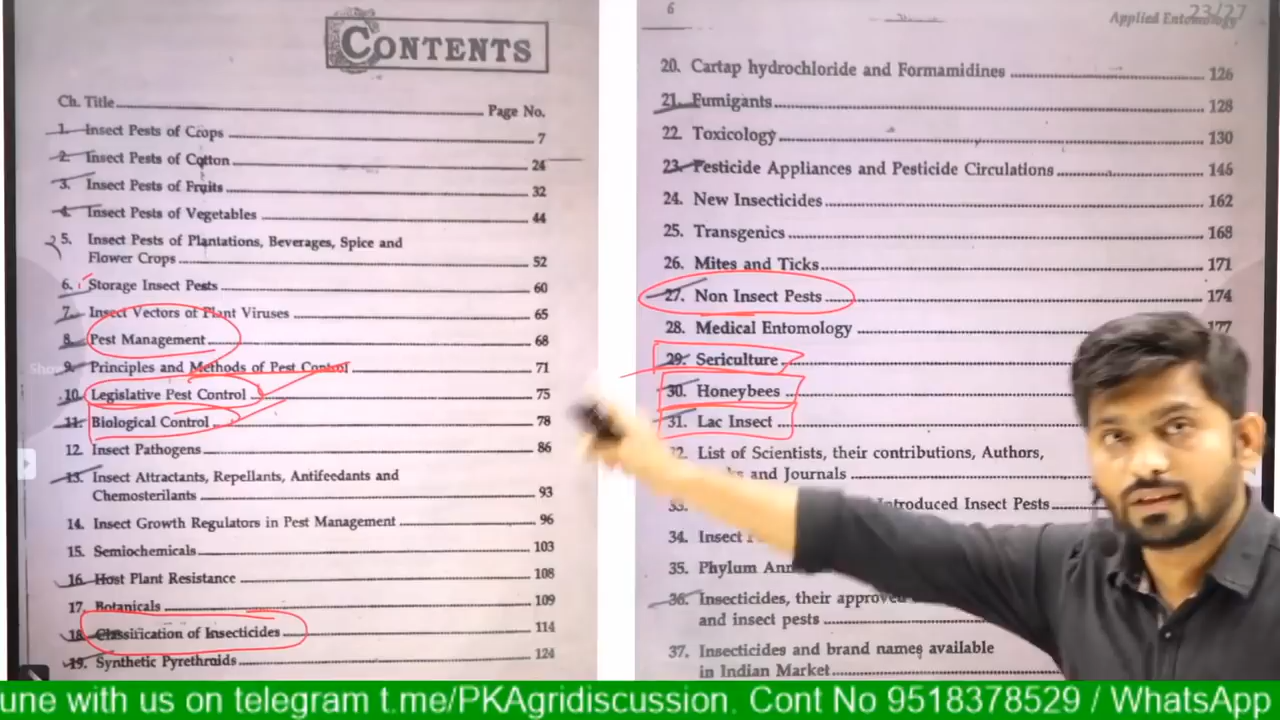 CONTENTS
Ch. Title Page No.
1. Insect Pests of Crops 7
2. Insect Pests of Cotton 24
3. Insect Pests of Fruits 32
4. Insect Pests of Vegetables 44
5. Insect Pests of Plantations, Beverages, Spice and
Flower Crops 52
6. Storage Insect Pests 60
7. Insect Vectors of Plant Viruses 65
8. Pest Management 68
9. Principles and Methods of Pest Control 71
10. Legislative Pest Control 75
11. Biological Control 78
12. Insect Pathogens 86
13. Insect Attractants, Repellants, Antifeedants and
Chemosterilants 93
14. Insect Growth Regulators in Pest Management 96
15. Semiochemicals 103
16. Host Plant Resistance 108
17. Botanicals 109
18. Classification of Insecticides 114
19. Synthetic Pyrethroids 124
6 Applied Entomology
23/27
20. Cartap hydrochloride and Formamidines 126
21. Fumigants 128
22. Toxicology 130
23. Pesticide Appliances and Pesticide Circulations 146
24. New Insecticides 162
25. Transgenics 168
26. Mites and Ticks 171
27. Non Insect Pests 174
28. Medical Entomology 177
29. Sericulture
30. Honeybees
31. Lac Insect
List of Scientists, their contributions, Authors,
and Journals
33. Introduced Insect Pests
34. Insect
35. Phylum
36. Insecticides, their approved
and insect pests
37. Insecticides and brand names available
in Indian Market
une with us on telegram t.me/PKAgridiscussion. Cont No 9518378529 / WhatsApp